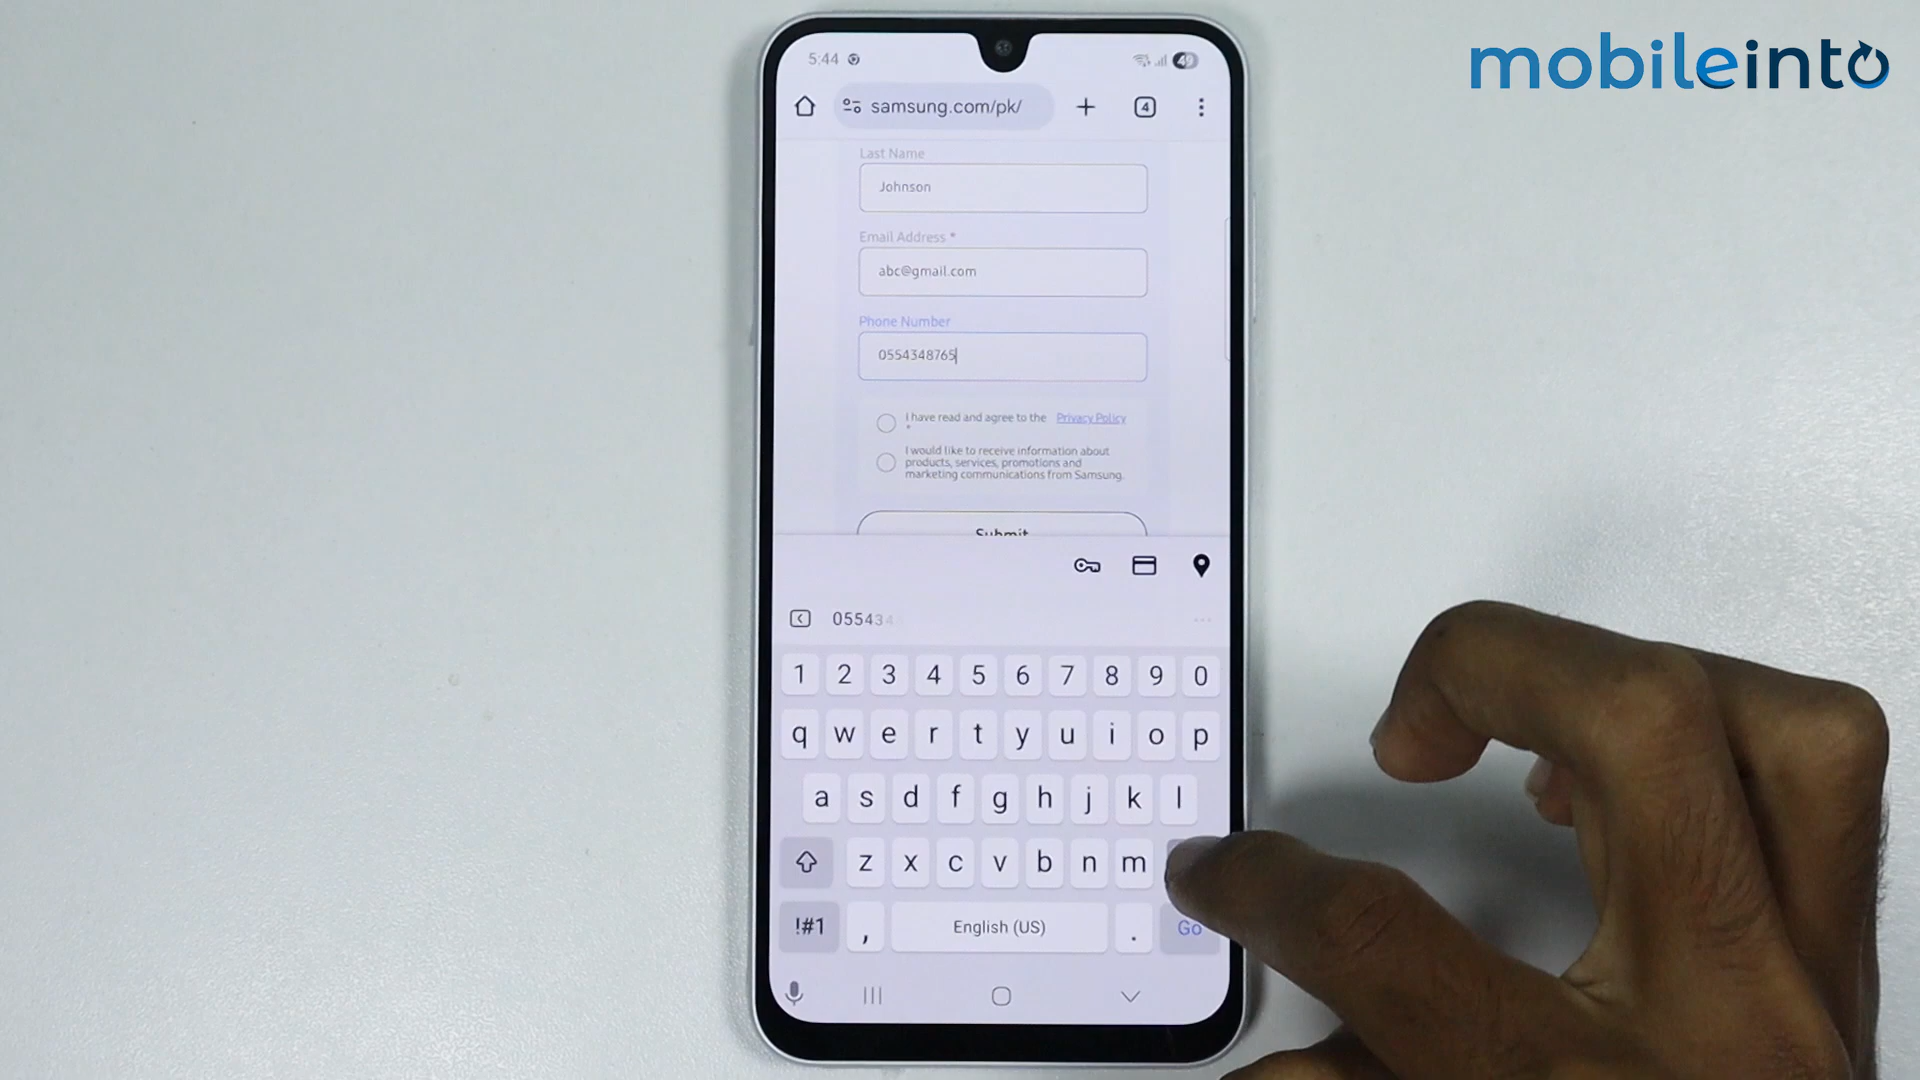 mobileinto
5:44
49
samsung.com/pk/
4
Last Name
Johnson
Email Address *
abc@gmail.com
Phone Number
0554348765
I have read and agree to the Privacy Policy
*
I would like to receive information about
products, services, promotions and
marketing communications from Samsung.
Submit
055434
1 2 3 4 5 6 7 8 9 0
q w e r t y u i o p
a s d f g h j k l
z x c v b n m
!#1 , English (US) . Go